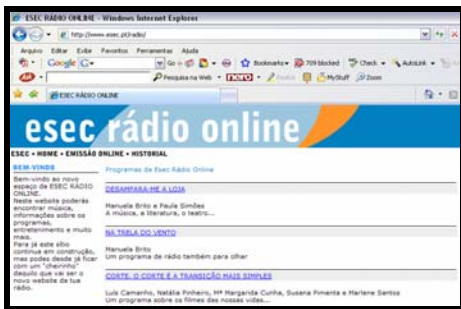 ESEC RÁDIO ONLINE - Windows Internet Explorer
http://www.esec.pt/radio/
Arquivo Editar Exibir Favoritos Ferramentas Ajuda
Google G Go Bookmarks 709 blocked Check AutoLink
Pesquisa na Web nero MyStuff Zoom
ESEC RÁDIO ONLINE
esec rádio online
ESEC • HOME • EMISSÃO ONLINE • HISTORIAL
BEM-VINDO
Bem-vindo ao novo
espaço da ESEC RÁDIO
ONLINE.
Neste website poderás
encontrar música,
informações sobre os
programas,
entretenimento e muito
mais.
Para já este sítio
continua em construção,
mas podes desde já ficar
com um "cheirinho"
daquilo que vai ser o
novo website de tua
rádio.
Programas da Esec Rádio Online
DESAMPARA-ME A LOJA
Manuela Brito e Paula Simões
A música, a literatura, o teatro...
NA TRELA DO VENTO
Manuela Brito
Um programa de rádio também para olhar
CORTE. O CORTE É A TRANSIÇÃO MAIS SIMPLES
Luís Camanho, Natália Pinheiro, Mª Margarida Cunha, Susana Pimenta e Marlene Santos
Um programa sobre os filmes das nossas vidas...